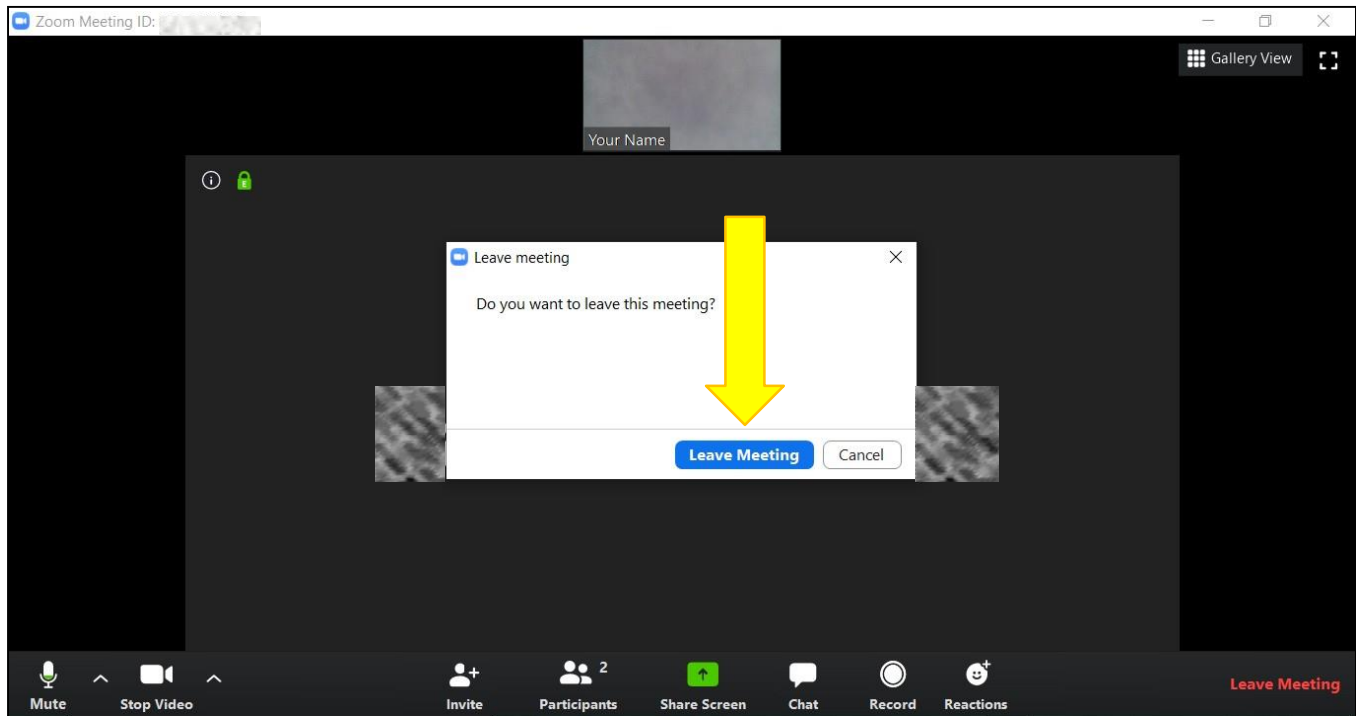 Zoom Meeting ID:
Gallery View
Your Name
Leave meeting
Do you want to leave this meeting?
Leave Meeting Cancel
2
Mute Stop Video Invite Participants Share Screen Chat Record Reactions Leave Meeting